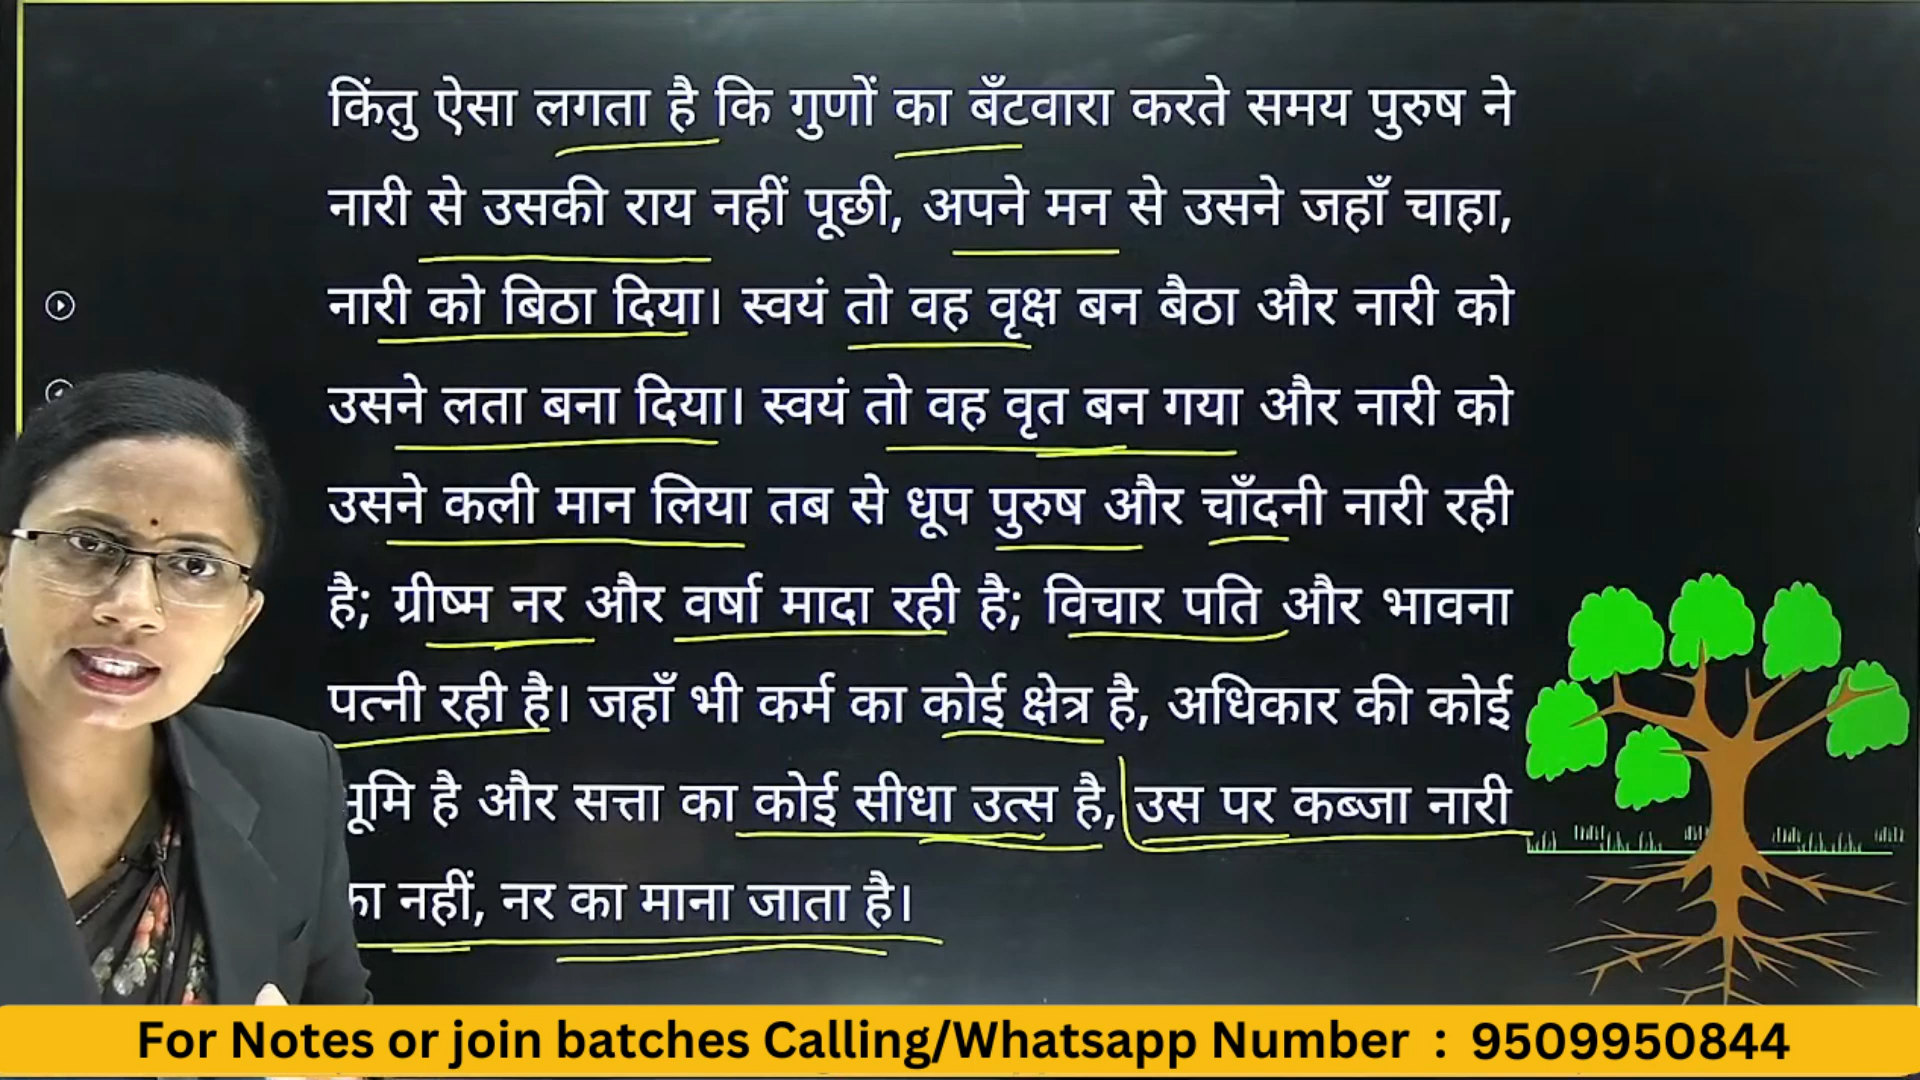 किंतु ऐसा लगता है कि गुणों का बँटवारा करते समय पुरुष ने
नारी से उसकी राय नहीं पूछी, अपने मन से उसने जहाँ चाहा,
नारी को बिठा दिया। स्वयं तो वह वृक्ष बन बैठा और नारी को
उसने लता बना दिया। स्वयं तो वह वृत बन गया और नारी को
उसने कली मान लिया तब से धूप पुरुष और चाँदनी नारी रही
है; ग्रीष्म नर और वर्षा मादा रही है; विचार पति और भावना
पत्नी रही है। जहाँ भी कर्म का कोई क्षेत्र है, अधिकार की कोई
भूमि है और सत्ता का कोई सीधा उत्स है, उस पर कब्जा नारी
का नहीं, नर का माना जाता है।
For Notes or join batches Calling/Whatsapp Number : 9509950844